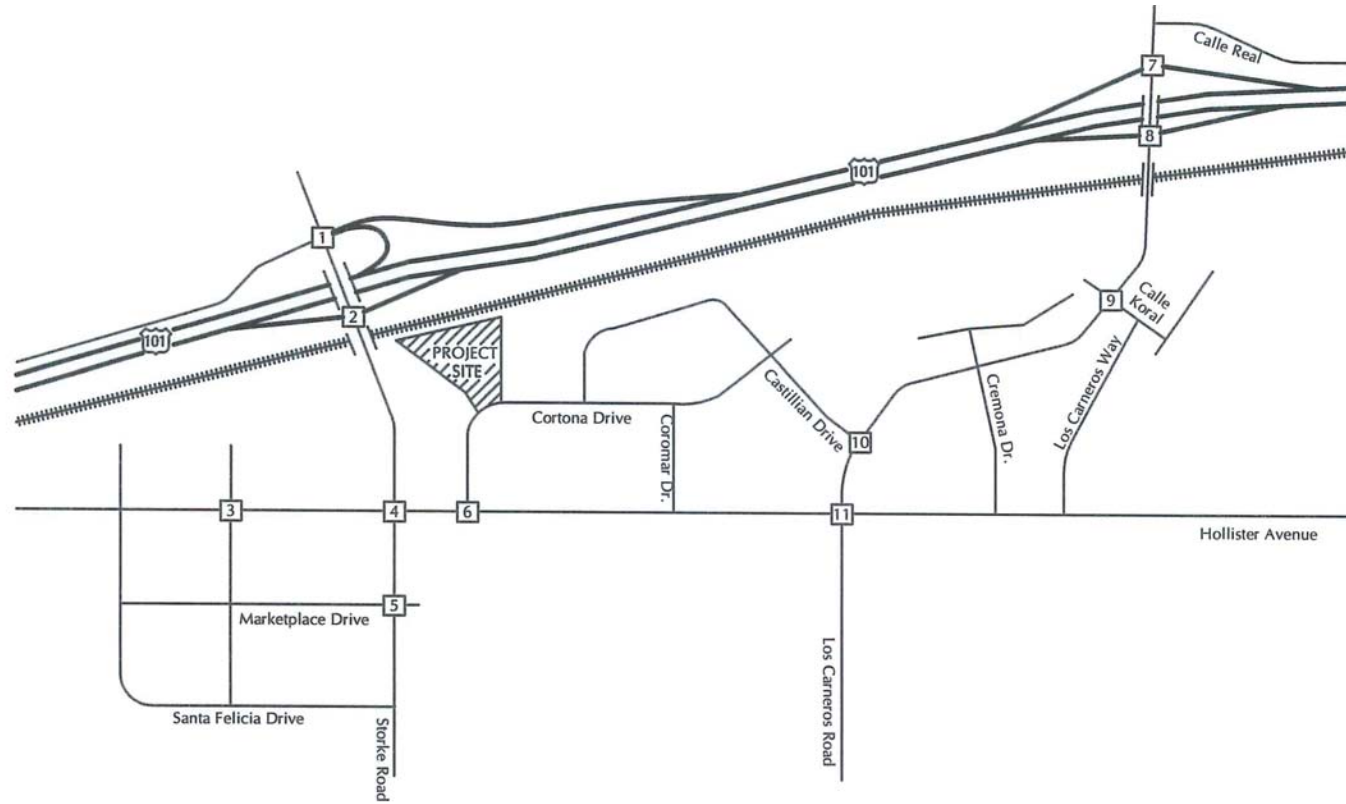 Calle Real
7
101
8
1
9
Calle
Koral
2
101
PROJECT
SITE
Los Carneros Way
Cortona Drive
Coromar Dr.
Castillian Drive
Cremona Dr.
10
3
4
6
11
Hollister Avenue
5
Marketplace Drive
Santa Felicia Drive
Storke Road
Los Carneros Road